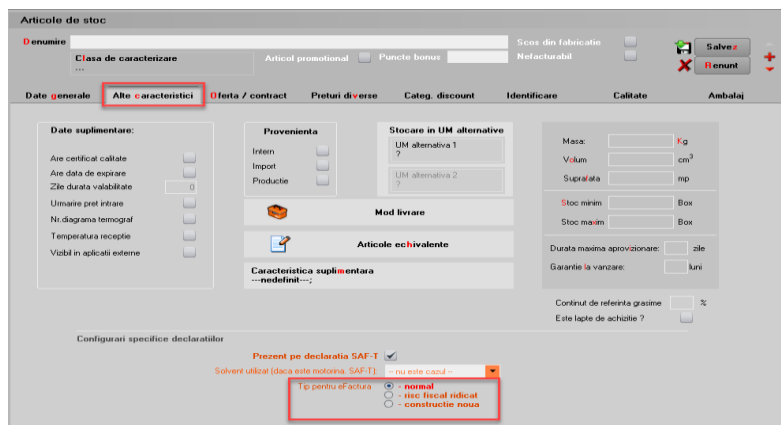 Articole de stoc
Denumire
Clasa de caracterizare
...
Articol promotional
Puncte bonus
Scos din fabricatie
Nefacturabil
Salvez
Renunt
Date generale Alte caracteristici Oferta / contract Preturi diverse Categ. discount Identificare Calitate Ambalaj
Date suplimentare:
Are certificat calitate
Are data de expirare
Zile durata valabilitate 0
Urmarire pret intrare
Nr.diagrama termograf
Temperatura receptie
Vizibil in aplicatii externe
Provenienta
Intern
Import
Productie
Stocare in UM alternative
UM alternativa 1
?
UM alternativa 2
?
Mod livrare
Articole echivalente
Caracteristica suplimentara
---nedefinit---;
Masa: Kg
Volum cm3
Suprafata mp
Stoc minim Box
Stoc maxim Box
Durata maxima aprovizionare: zile
Garantie la vanzare: luni
Continut de referinta grasime %
Este lapte de achizitie ?
Configurari specifice declaratiilor
Prezent pe declaratia SAF-T
Solvent utilizat (daca este motorina. SAF-T): -- nu este cazul --
Tip pentru eFactura - normal
- risc fiscal ridicat
- constructie noua